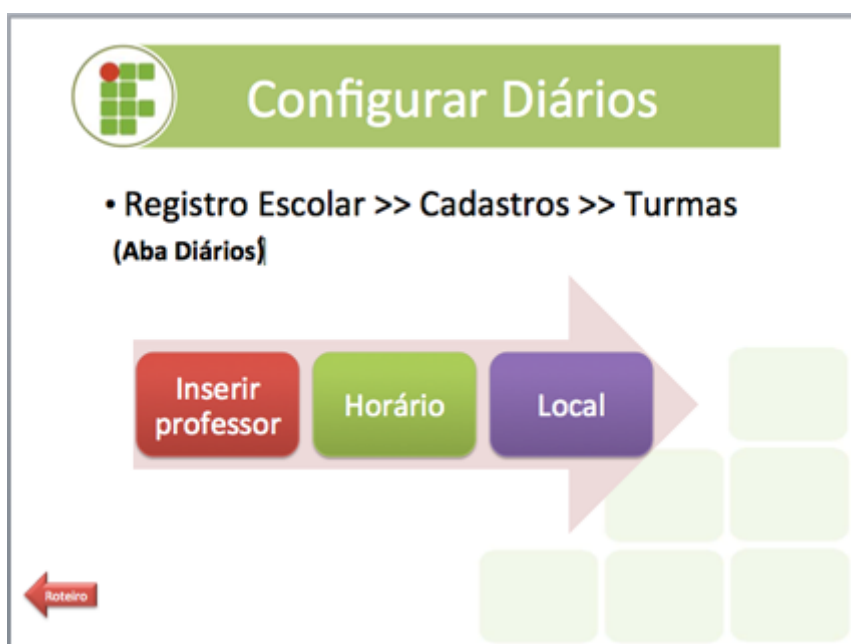 Configurar Diários
• Registro Escolar >> Cadastros >> Turmas
(Aba Diários)
Inserir
professor
Horário
Local
Roteiro